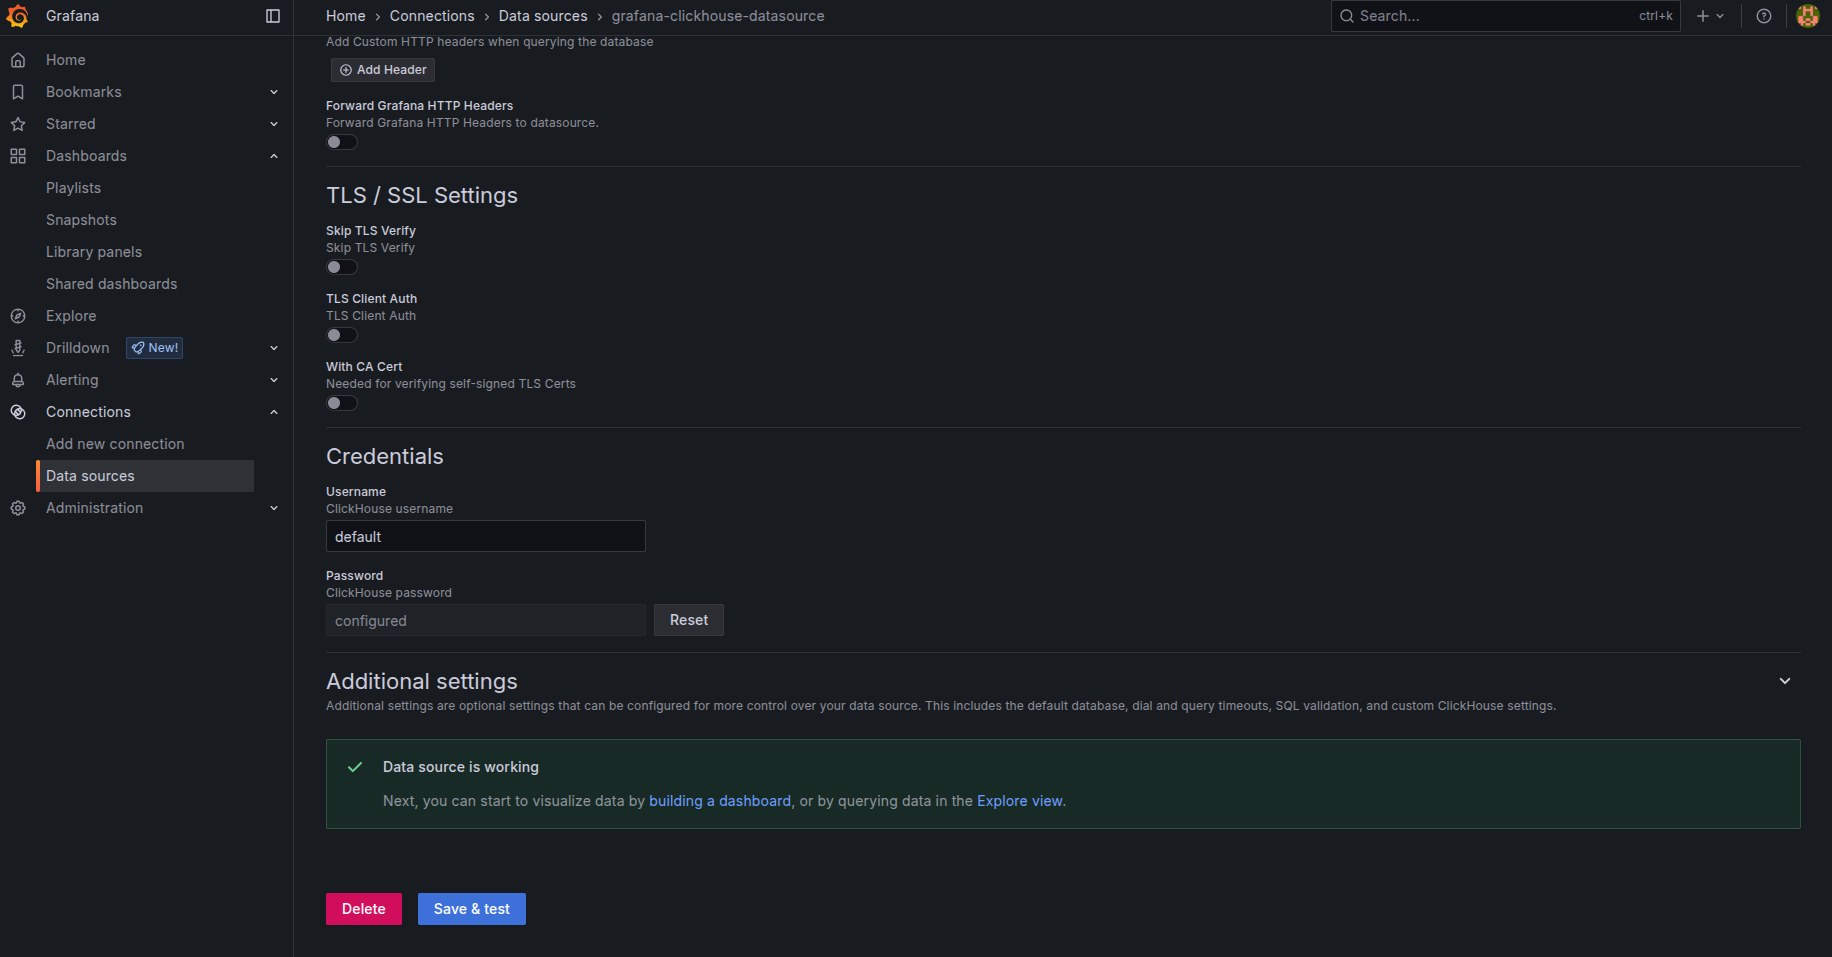 Grafana
Home › Connections › Data sources › grafana-clickhouse-datasource
Search... ctrl+k
Home
Bookmarks
Starred
Dashboards
Playlists
Snapshots
Library panels
Shared dashboards
Explore
Drilldown New!
Alerting
Connections
Add new connection
Data sources
Administration
Add Custom HTTP headers when querying the database
Add Header
Forward Grafana HTTP Headers
Forward Grafana HTTP Headers to datasource.
TLS / SSL Settings
Skip TLS Verify
Skip TLS Verify
TLS Client Auth
TLS Client Auth
With CA Cert
Needed for verifying self-signed TLS Certs
Credentials
Username
ClickHouse username
default
Password
ClickHouse password
configured Reset
Additional settings
Additional settings are optional settings that can be configured for more control over your data source. This includes the default database, dial and query timeouts, SQL validation, and custom ClickHouse settings.
Data source is working
Next, you can start to visualize data by building a dashboard, or by querying data in the Explore view.
Delete Save & test